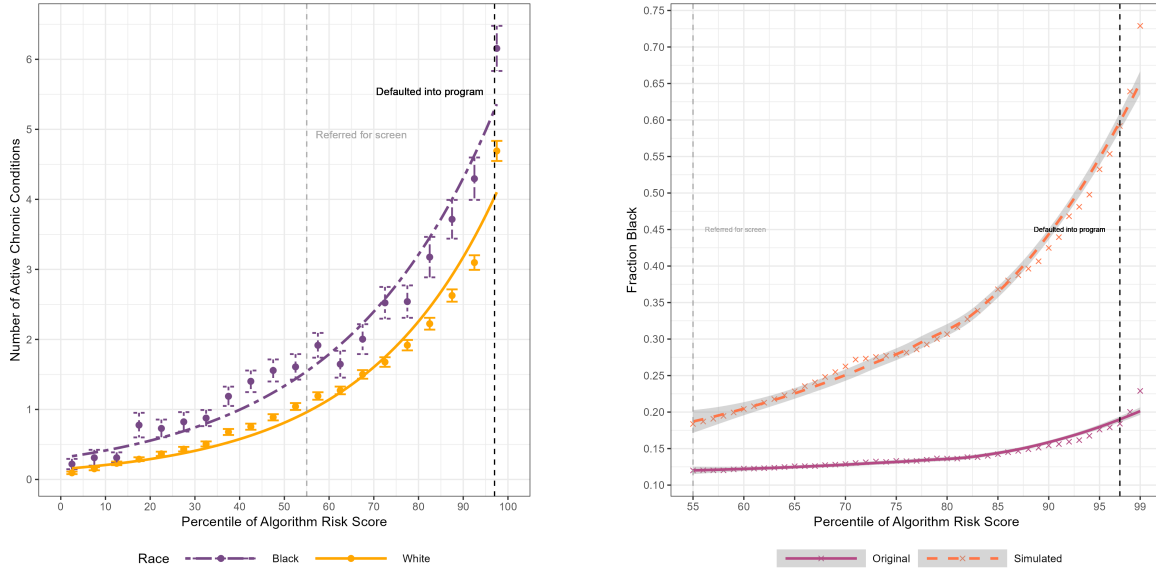 Number of Active Chronic Conditions
6
5
4
3
2
1
0
Defaulted into program
Referred for screen
0 10 20 30 40 50 60 70 80 90 100
Percentile of Algorithm Risk Score
Race Black White
Fraction Black
0.75
0.70
0.65
0.60
0.55
0.50
0.45
0.40
0.35
0.30
0.25
0.20
0.15
0.10
Referred for screen
Defaulted into program
55 60 65 70 75 80 85 90 95 99
Percentile of Algorithm Risk Score
Original Simulated